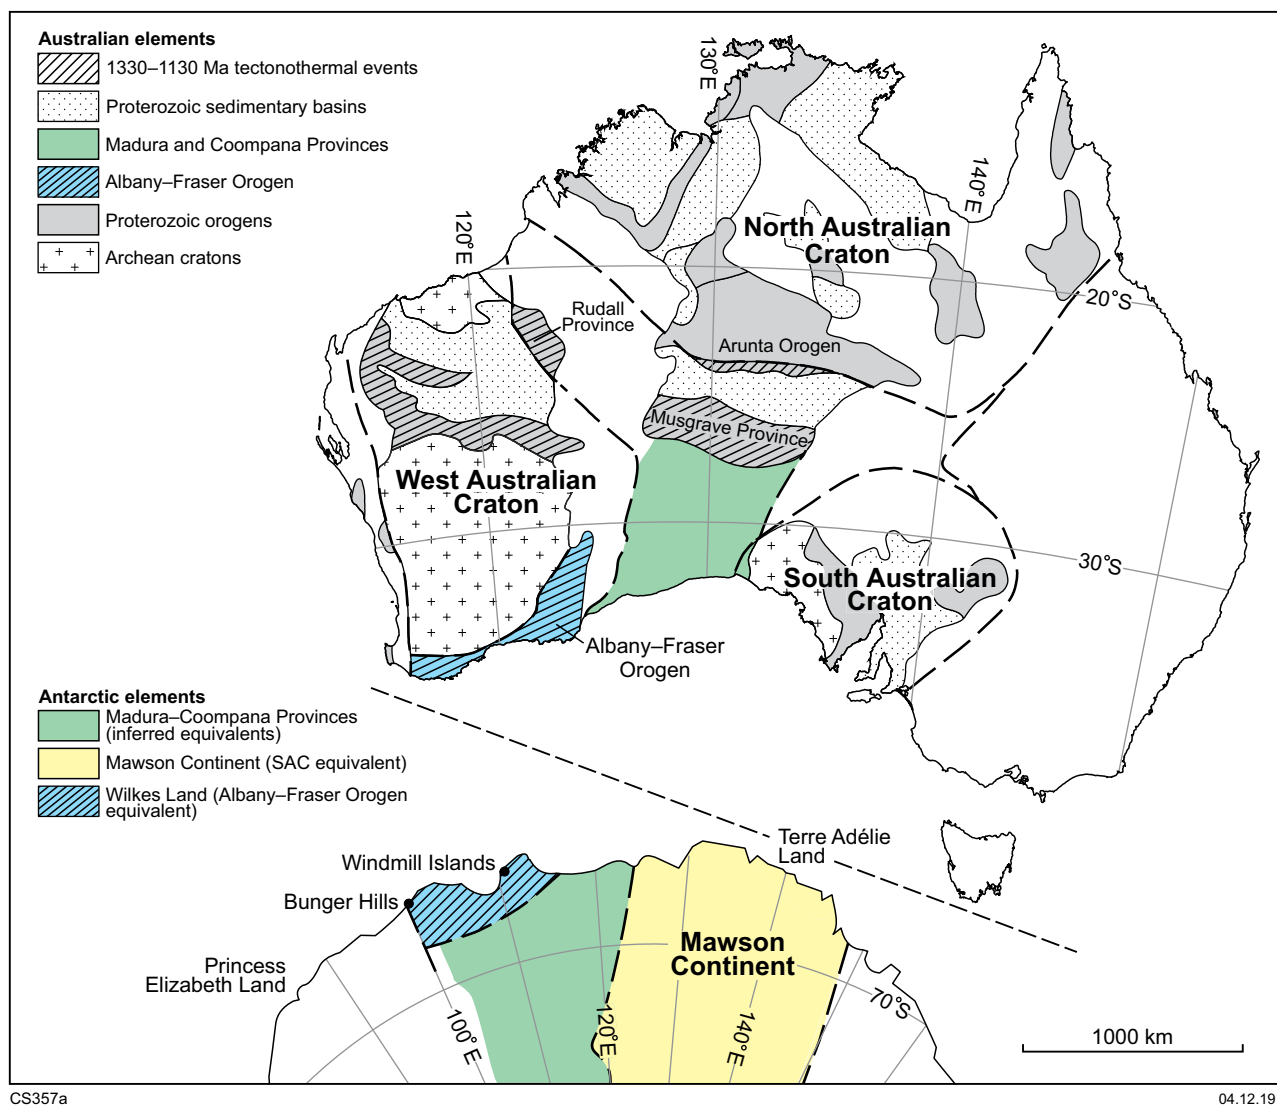 Australian elements
1330–1130 Ma tectonothermal events
Proterozoic sedimentary basins
Madura and Coompana Provinces
Albany–Fraser Orogen
Proterozoic orogens
Archean cratons
120°E
130°E
140°E
20°S
30°S
North Australian
Craton
Rudall
Province
Arunta Orogen
Musgrave Province
West Australian
Craton
South Australian
Craton
Albany–Fraser
Orogen
Antarctic elements
Madura–Coompana Provinces
(inferred equivalents)
Mawson Continent (SAC equivalent)
Wilkes Land (Albany–Fraser Orogen
equivalent)
Terre Adélie
Land
Windmill Islands
Bunger Hills
Princess
Elizabeth Land
Mawson
Continent
100°E
120°E
140°E
70°S
1000 km
CS357a
04.12.19